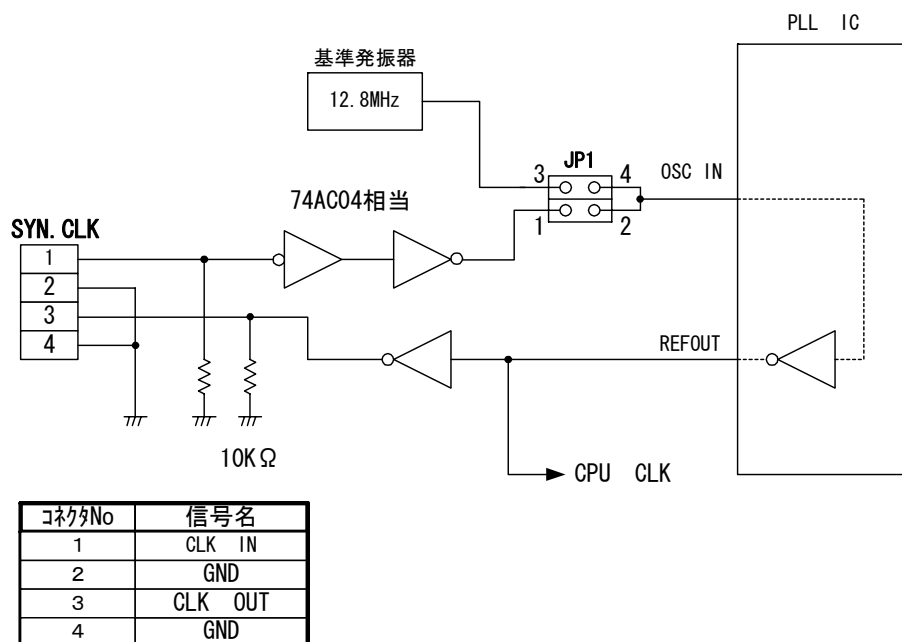 PLL IC
基準発振器
12.8MHz
JP1
3
4
OSC IN
74AC04相当
1
2
SYN.CLK
1
2
3
4
REFOUT
10KΩ
CPU CLK
コネクタNo 信号名
1 CLK IN
2 GND
3 CLK OUT
4 GND